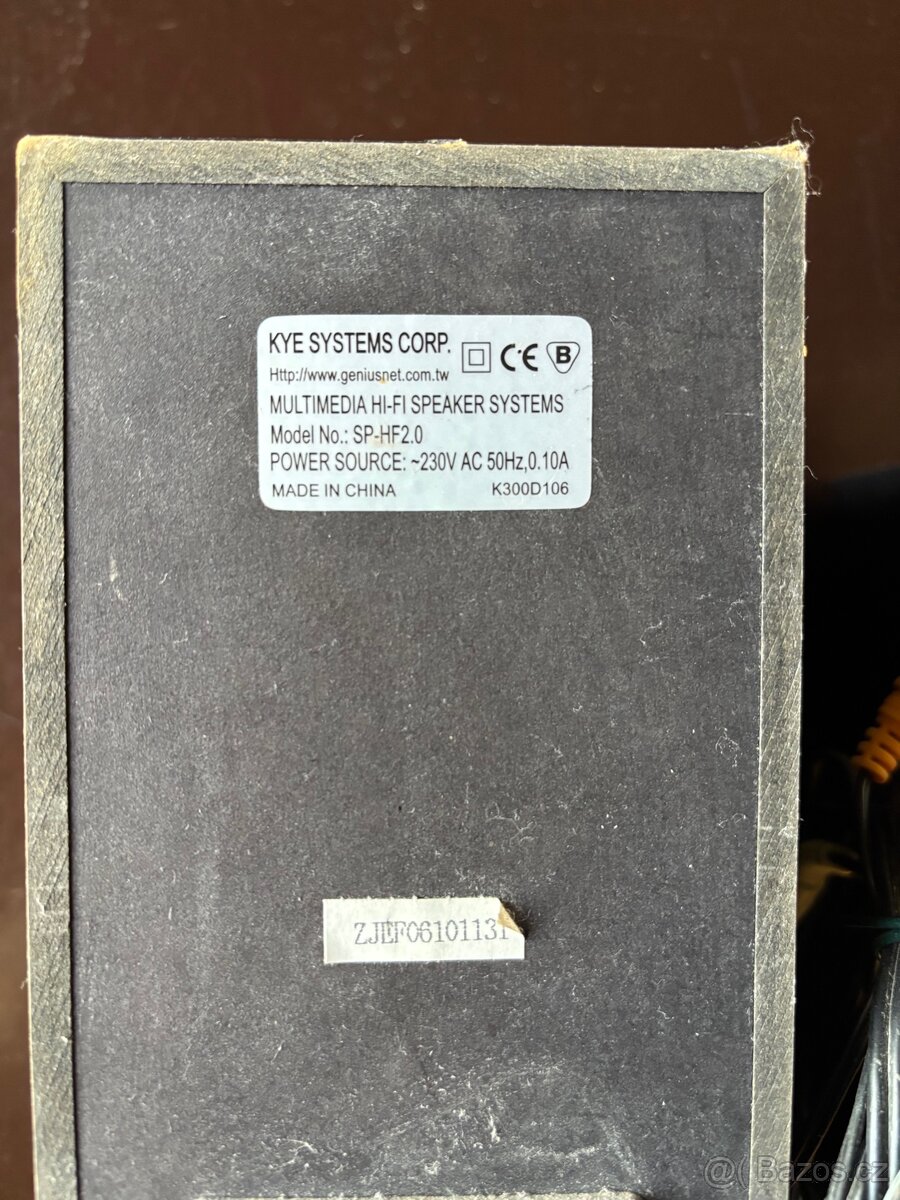 KYE SYSTEMS CORP.
CE B
Http://www.geniusnet.com.tw
MULTIMEDIA HI-FI SPEAKER SYSTEMS
Model No.: SP-HF2.0
POWER SOURCE: ~230V AC 50Hz,0.10A
MADE IN CHINA K300D106
ZJEF06101131
@( Bazos.cz